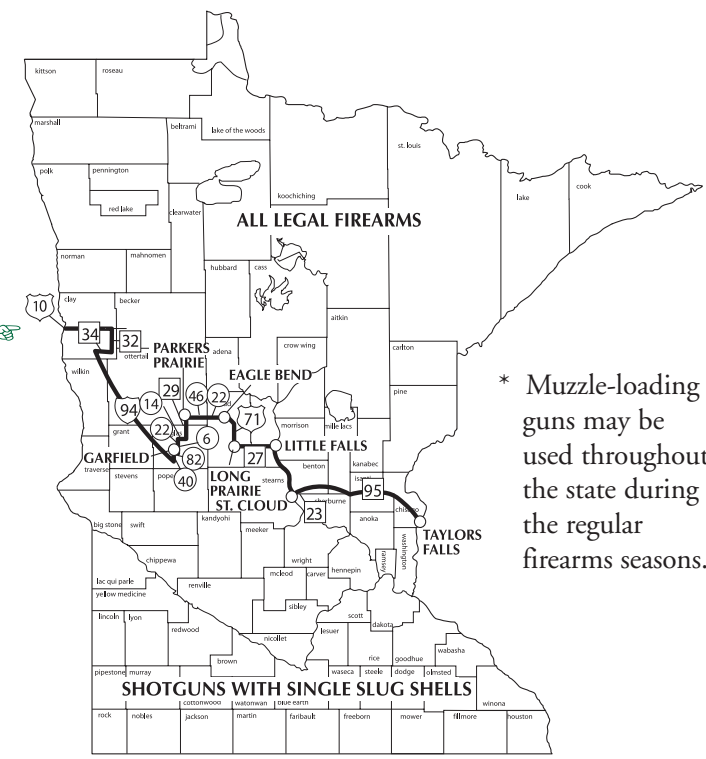 kittson
roseau
marshall
beltrami
lake of the woods
st. louis
polk
pennington
cook
lake
koochiching
red lake
clearwater
ALL LEGAL FIREARMS
norman
mahnomen
hubbard
cass
clay
becker
10
aitkin
34
32
ottertail
PARKERS
PRAIRIE
adena
crow wing
carlton
wilkin
EAGLE BEND
pine
29
46
22
94
14
71
morrison
mille lacs
22
grant
6
LITTLE FALLS
GARFIELD
82
27
benton
kanabec
traverse
stevens
pope
40
LONG
PRAIRIE
stearns
ST. CLOUD
95
23
anoka
TAYLORS
FALLS
big stone
swift
kandyohi
meeker
washington
ramsey
chippewa
wright
hennepin
mcleod
carver
lac qui parle
renville
yellow medicine
sibley
scott
dakota
lincoln
lyon
redwood
nicollet
lesuer
rice
goodhue
wabasha
brown
pipestone
murray
waseca
steele
dodge
olmsted
SHOTGUNS WITH SINGLE SLUG SHELLS
cottonwood
watonwan
blue earth
winona
rock
nobles
jackson
martin
faribault
freeborn
mower
fillmore
houston
* Muzzle-loading
guns may be
used throughout
the state during
the regular
firearms seasons.